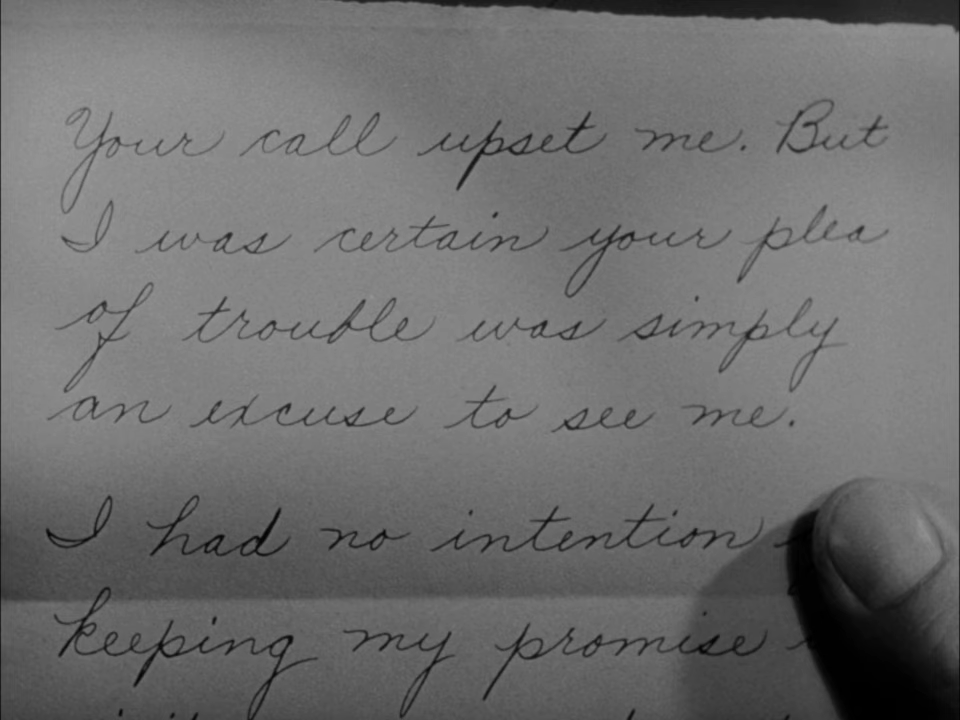 Your call upset me. But
I was certain your plea
of trouble was simply
an excuse to see me.
I had no intention
keeping my promise